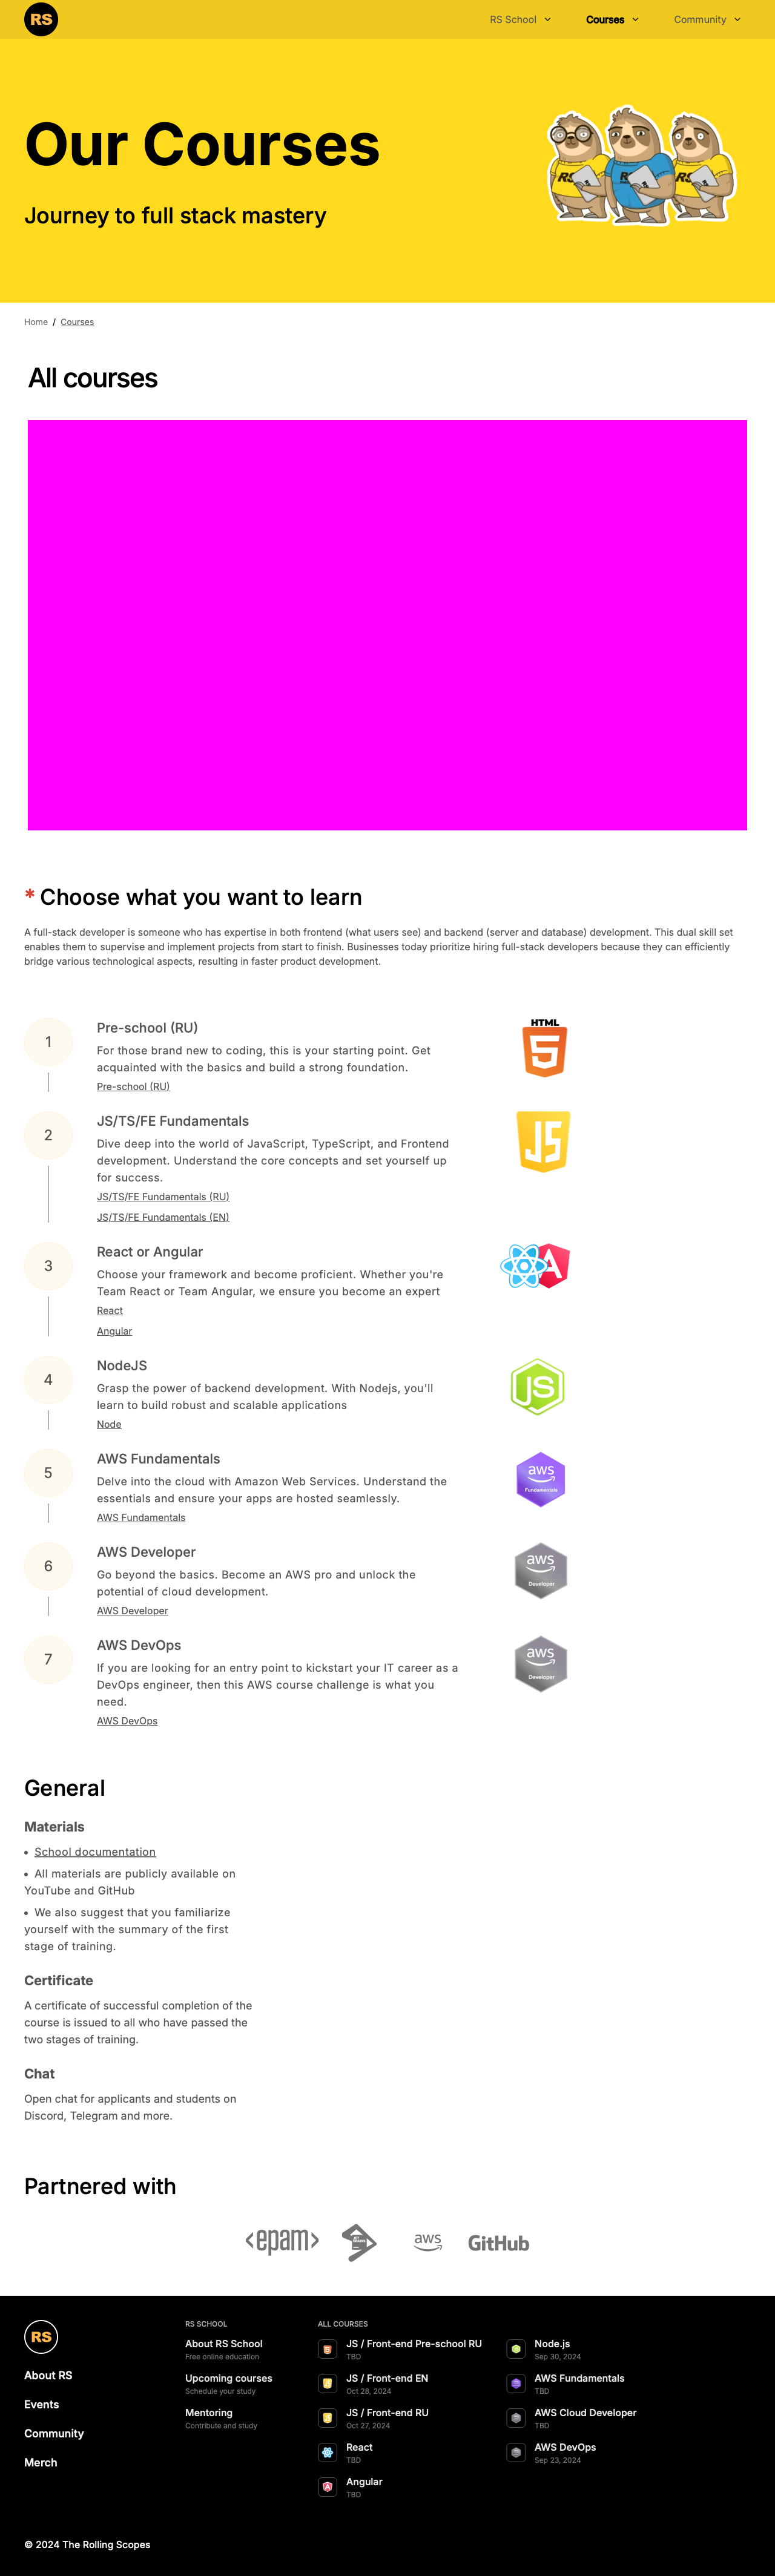 RS
RS School
Courses
Community
Our Courses
Journey to full stack mastery
Home / Courses
All courses
* Choose what you want to learn
A full-stack developer is someone who has expertise in both frontend (what users see) and backend (server and database) development. This dual skill set
enables them to supervise and implement projects from start to finish. Businesses today prioritize hiring full-stack developers because they can efficiently
bridge various technological aspects, resulting in faster product development.
1
Pre-school (RU)
For those brand new to coding, this is your starting point. Get
acquainted with the basics and build a strong foundation.
Pre-school (RU)
HTML
5
2
JS/TS/FE Fundamentals
Dive deep into the world of JavaScript, TypeScript, and Frontend
development. Understand the core concepts and set yourself up
for success.
JS/TS/FE Fundamentals (RU)
JS/TS/FE Fundamentals (EN)
JS
3
React or Angular
Choose your framework and become proficient. Whether you're
Team React or Team Angular, we ensure you become an expert
React
Angular
A
4
NodeJS
Grasp the power of backend development. With Nodejs, you'll
learn to build robust and scalable applications
Node
JS
5
AWS Fundamentals
Delve into the cloud with Amazon Web Services. Understand the
essentials and ensure your apps are hosted seamlessly.
AWS Fundamentals
aws
Fundamentals
6
AWS Developer
Go beyond the basics. Become an AWS pro and unlock the
potential of cloud development.
AWS Developer
aws
Developer
7
AWS DevOps
If you are looking for an entry point to kickstart your IT career as a
DevOps engineer, then this AWS course challenge is what you
need.
AWS DevOps
aws
Developer
General
Materials
• School documentation
• All materials are publicly available on
YouTube and GitHub
• We also suggest that you familiarize
yourself with the summary of the first
stage of training.
Certificate
A certificate of successful completion of the
course is issued to all who have passed the
two stages of training.
Chat
Open chat for applicants and students on
Discord, Telegram and more.
Partnered with
<epam>
aws
GitHub
RS
About RS
Events
Community
Merch
RS SCHOOL
About RS School
Free online education
Upcoming courses
Schedule your study
Mentoring
Contribute and study
ALL COURSES
JS / Front-end Pre-school RU
TBD
JS / Front-end EN
Oct 28, 2024
JS / Front-end RU
Oct 27, 2024
React
TBD
Angular
TBD
Node.js
Sep 30, 2024
AWS Fundamentals
TBD
AWS Cloud Developer
TBD
AWS DevOps
Sep 23, 2024
© 2024 The Rolling Scopes